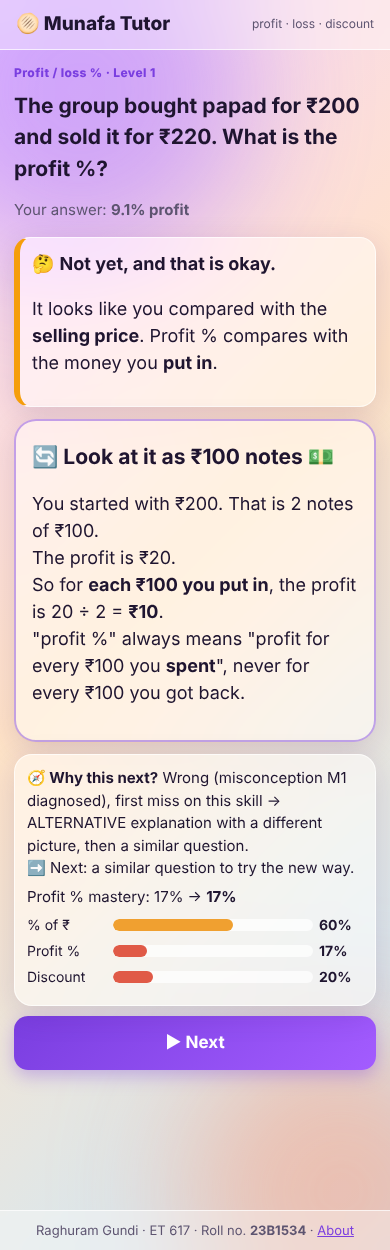 Munafa Tutor
profit · loss · discount
Profit / loss % · Level 1
The group bought papad for ₹200
and sold it for ₹220. What is the
profit %?
Your answer: 9.1% profit
🤔 Not yet, and that is okay.
It looks like you compared with the
selling price. Profit % compares with
the money you put in.
🔄 Look at it as ₹100 notes 💵
You started with ₹200. That is 2 notes
of ₹100.
The profit is ₹20.
So for each ₹100 you put in, the profit
is 20 ÷ 2 = ₹10.
"profit %" always means "profit for
every ₹100 you spent", never for
every ₹100 you got back.
🧭 Why this next? Wrong (misconception M1
diagnosed), first miss on this skill →
ALTERNATIVE explanation with a different
picture, then a similar question.
➡️ Next: a similar question to try the new way.
Profit % mastery: 17% → 17%
% of ₹ 60%
Profit % 17%
Discount 20%
▶ Next
Raghuram Gundi · ET 617 · Roll no. 23B1534 · About